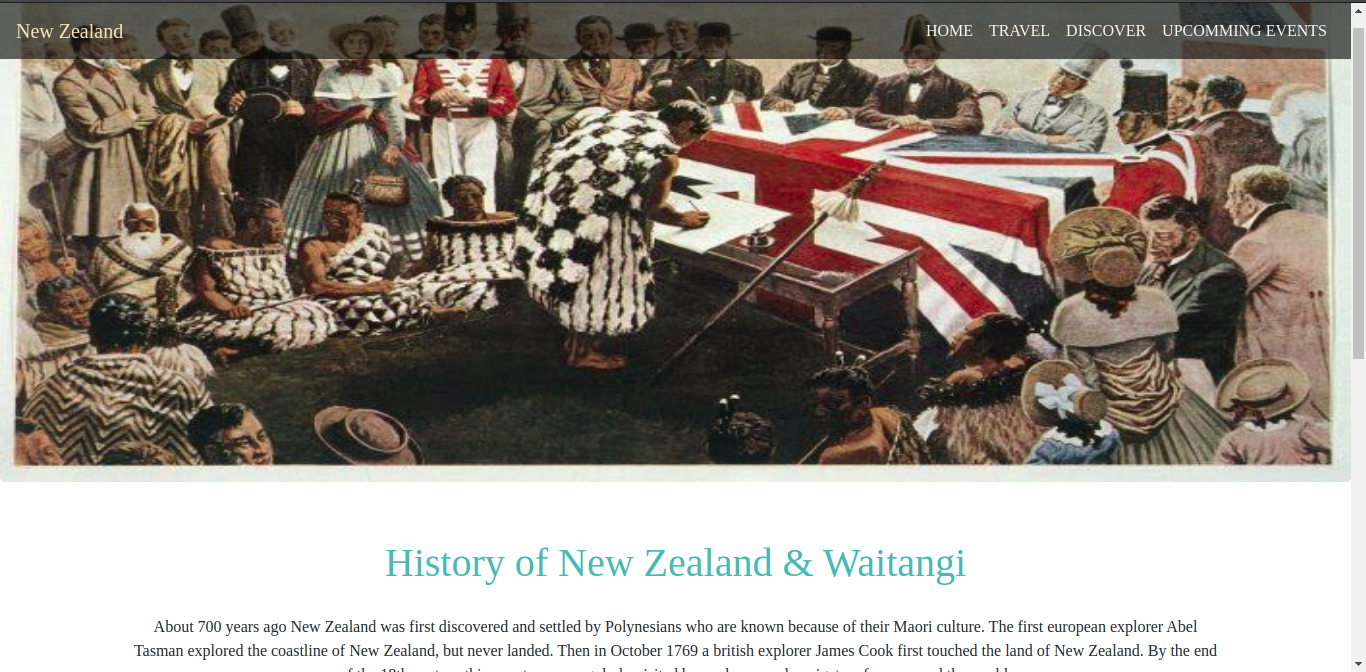 New Zealand
HOME TRAVEL DISCOVER UPCOMMING EVENTS
History of New Zealand & Waitangi
About 700 years ago New Zealand was first discovered and settled by Polynesians who are known because of their Maori culture. The first european explorer Abel
Tasman explored the coastline of New Zealand, but never landed. Then in October 1769 a british explorer James Cook first touched the land of New Zealand. By the end